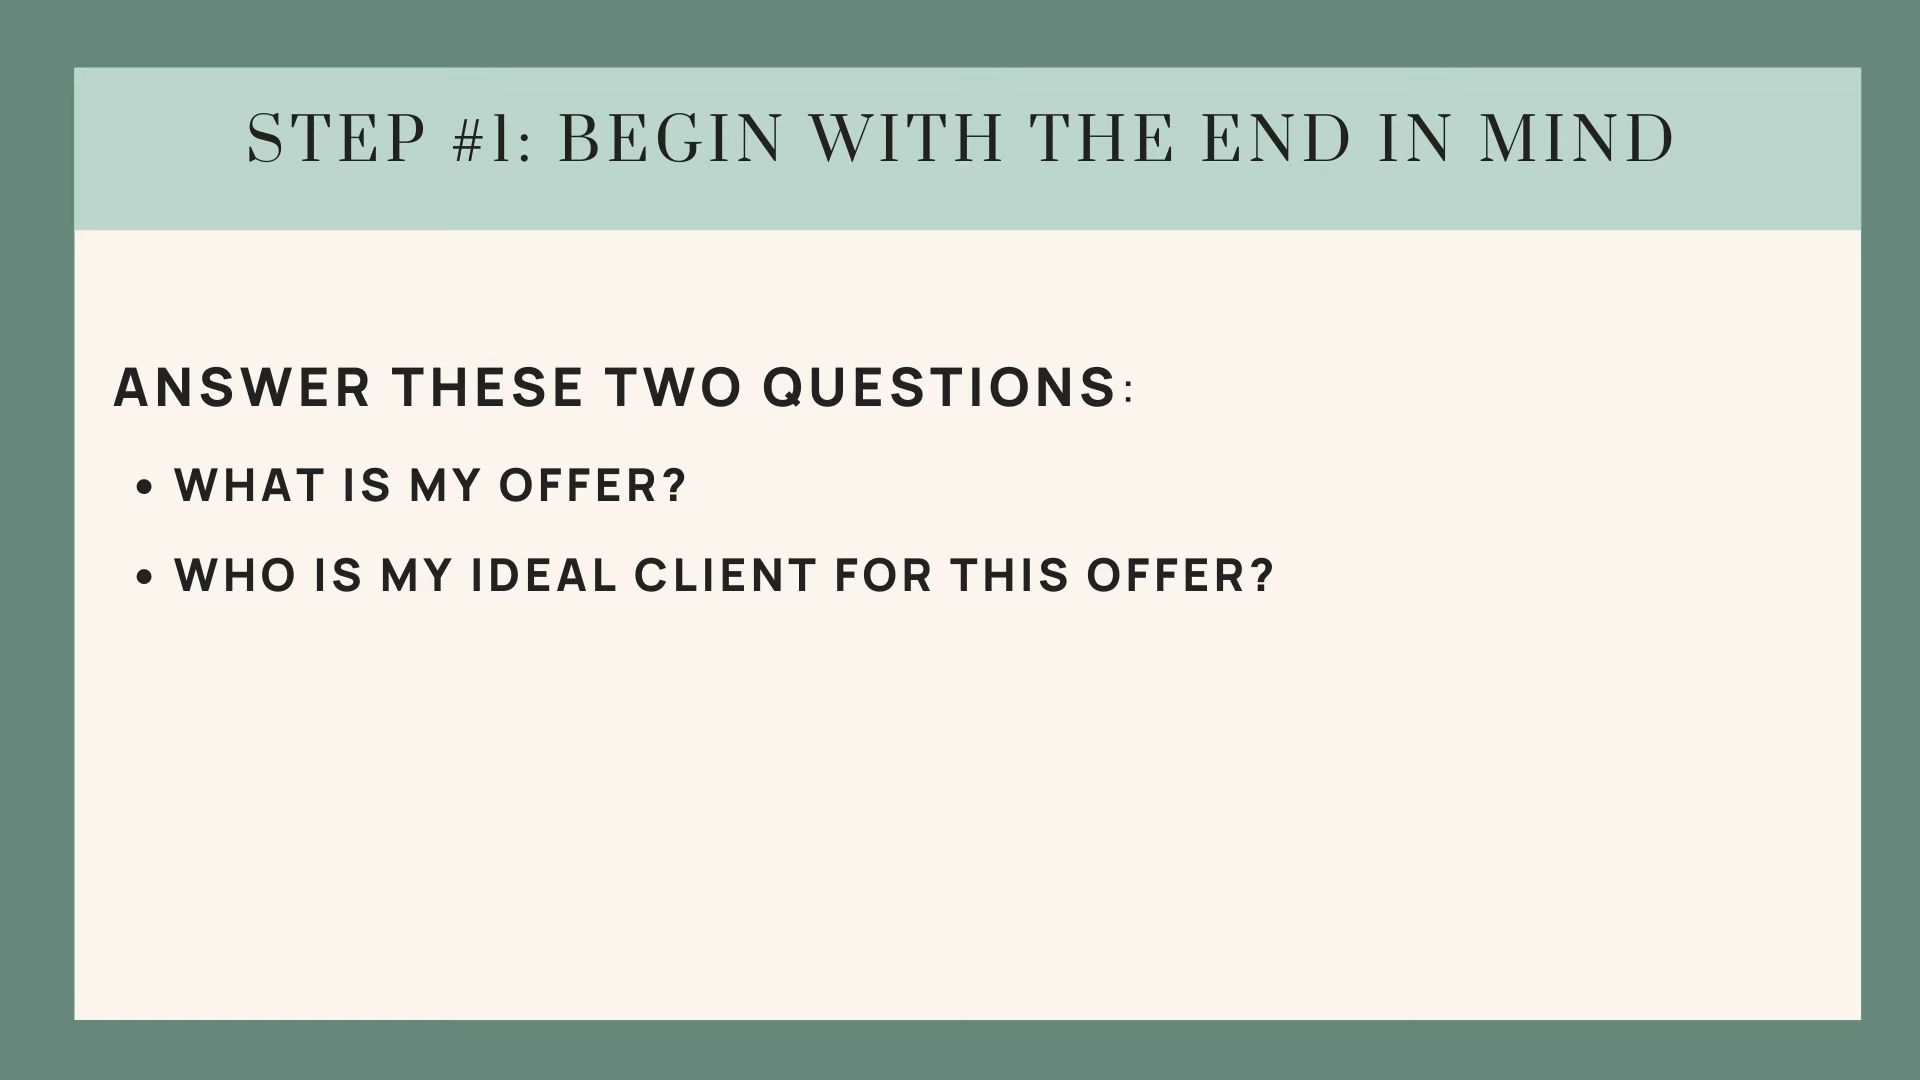 STEP #1: BEGIN WITH THE END IN MIND
ANSWER THESE TWO QUESTIONS:
• WHAT IS MY OFFER?
• WHO IS MY IDEAL CLIENT FOR THIS OFFER?